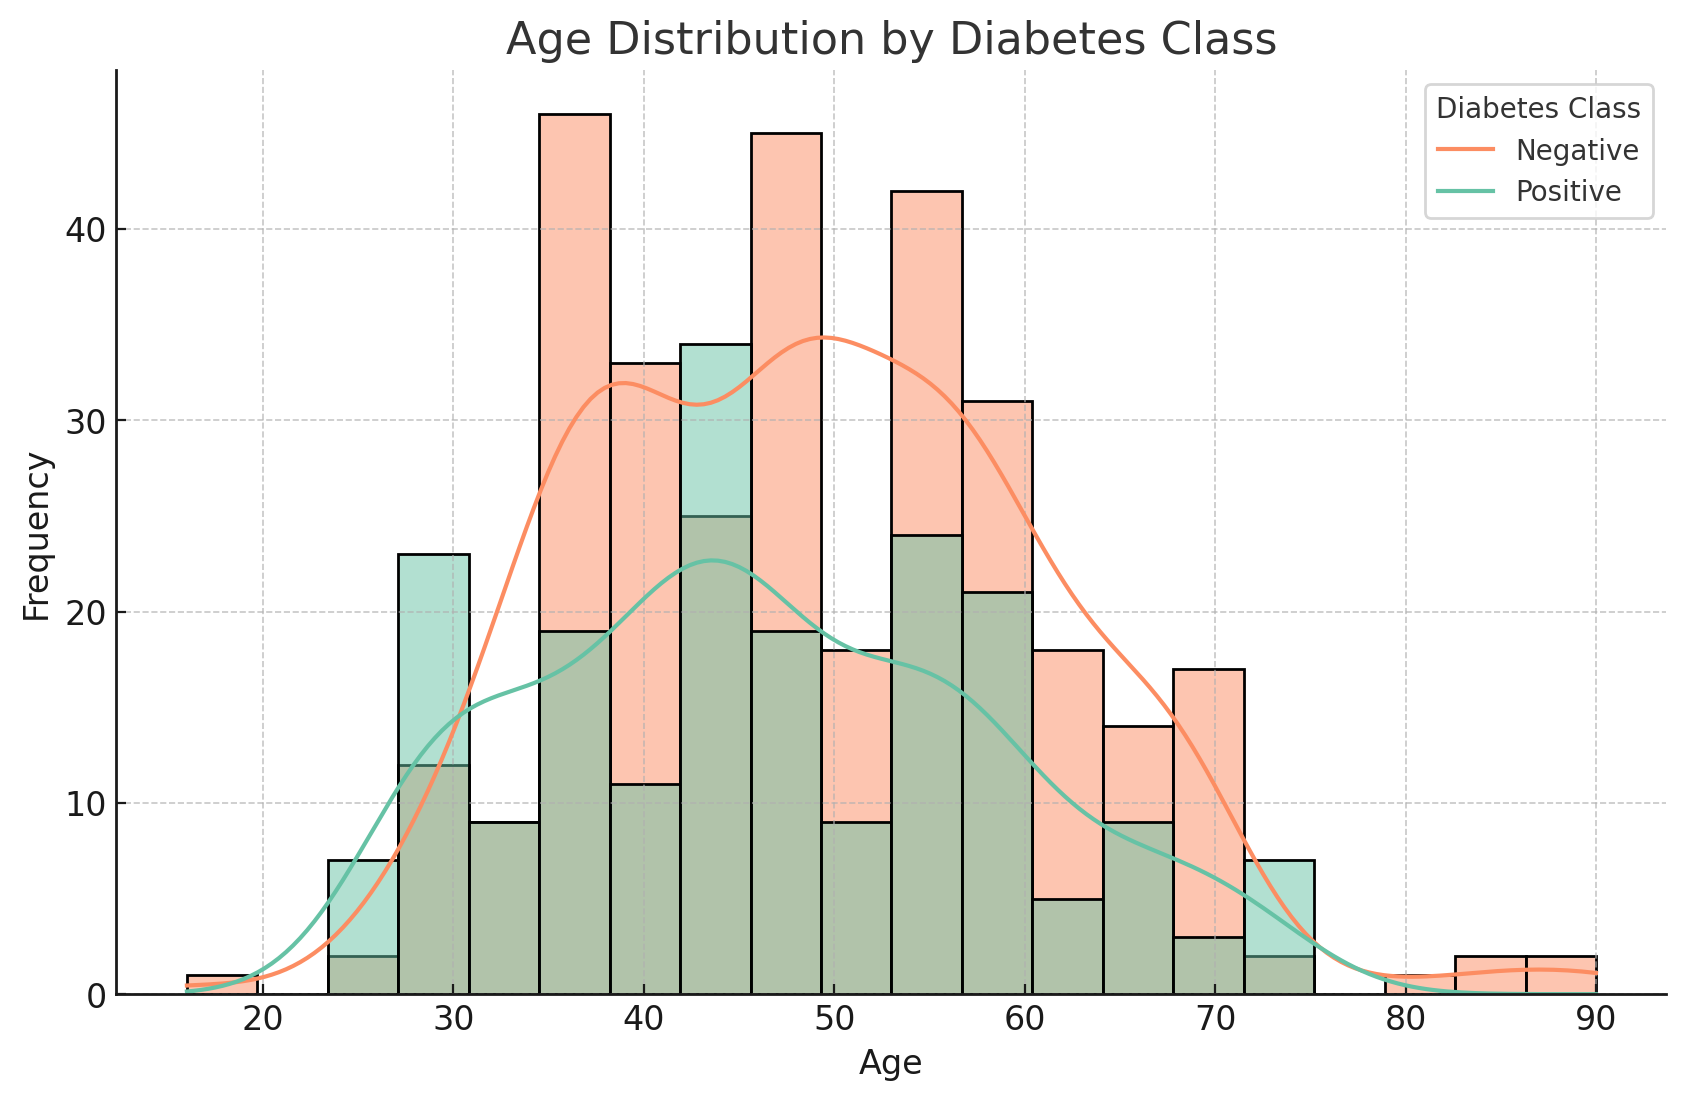 Age Distribution by Diabetes Class
Diabetes Class
Negative
Positive
Frequency
40
30
20
10
0
20 30 40 50 60 70 80 90
Age